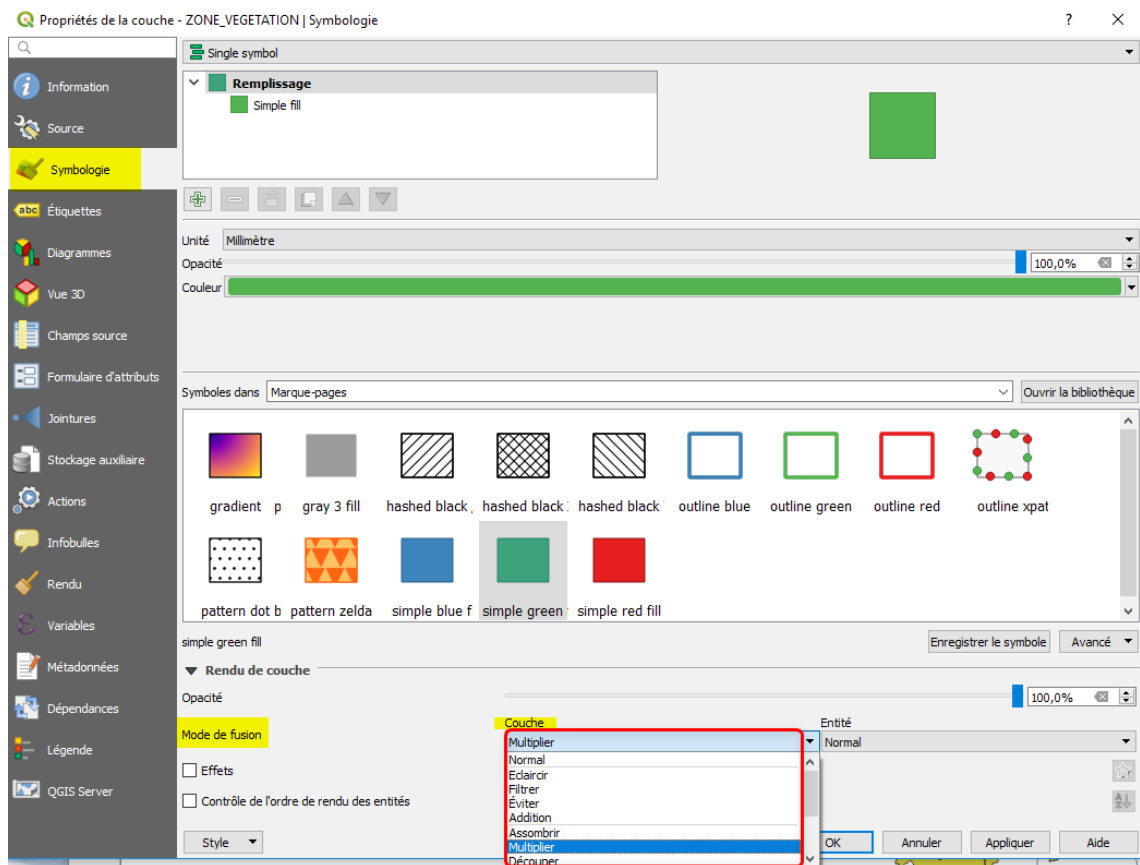 Propriétés de la couche - ZONE_VEGETATION | Symbologie
Single symbol
Information
Source
Symbologie
Étiquettes
Diagrammes
Vue 3D
Champs source
Formulaire d'attributs
Jointures
Stockage auxiliaire
Actions
Infobulles
Rendu
Variables
Métadonnées
Dépendances
Légende
QGIS Server
abc
Remplissage
Simple fill
Unité Millimètre
Opacité 100,0%
Couleur
Symboles dans Marque-pages Ouvrir la bibliothèque
gradient p gray 3 fill hashed black hashed black hashed black outline blue outline green outline red outline xpat
pattern dot b pattern zelda simple blue f simple green simple red fill
simple green fill Enregistrer le symbole Avancé
Rendu de couche
Opacité 100,0%
Couche Entité
Mode de fusion Multiplier Normal
Normal
Eclaircir
Filtrer
Éviter
Addition
Assombrir
Multiplier
Découper
Effets
Contrôle de l'ordre de rendu des entités
Style OK Annuler Appliquer Aide